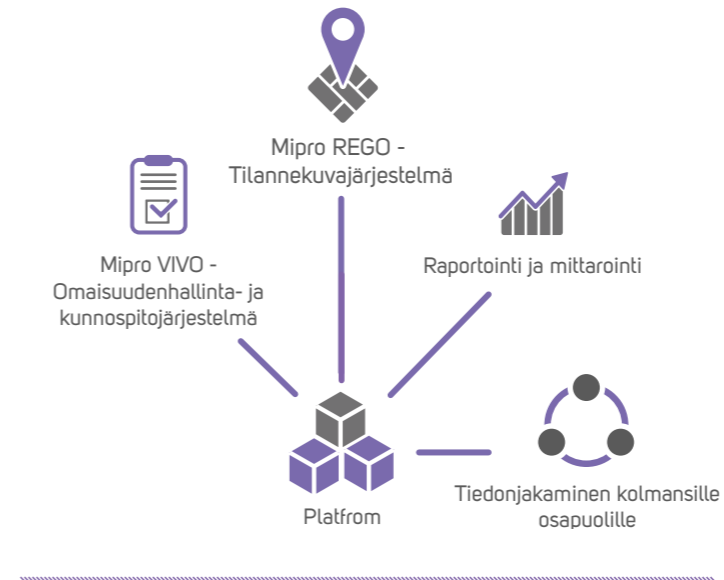 Mipro REGO -
Tilannekuvajärjestelmä
Mipro VIVO -
Omaisuudenhallinta- ja
kunnospitojärjestelmä
Raportointi ja mittarointi
Platfrom
Tiedonjakaminen kolmansille
osapuolille